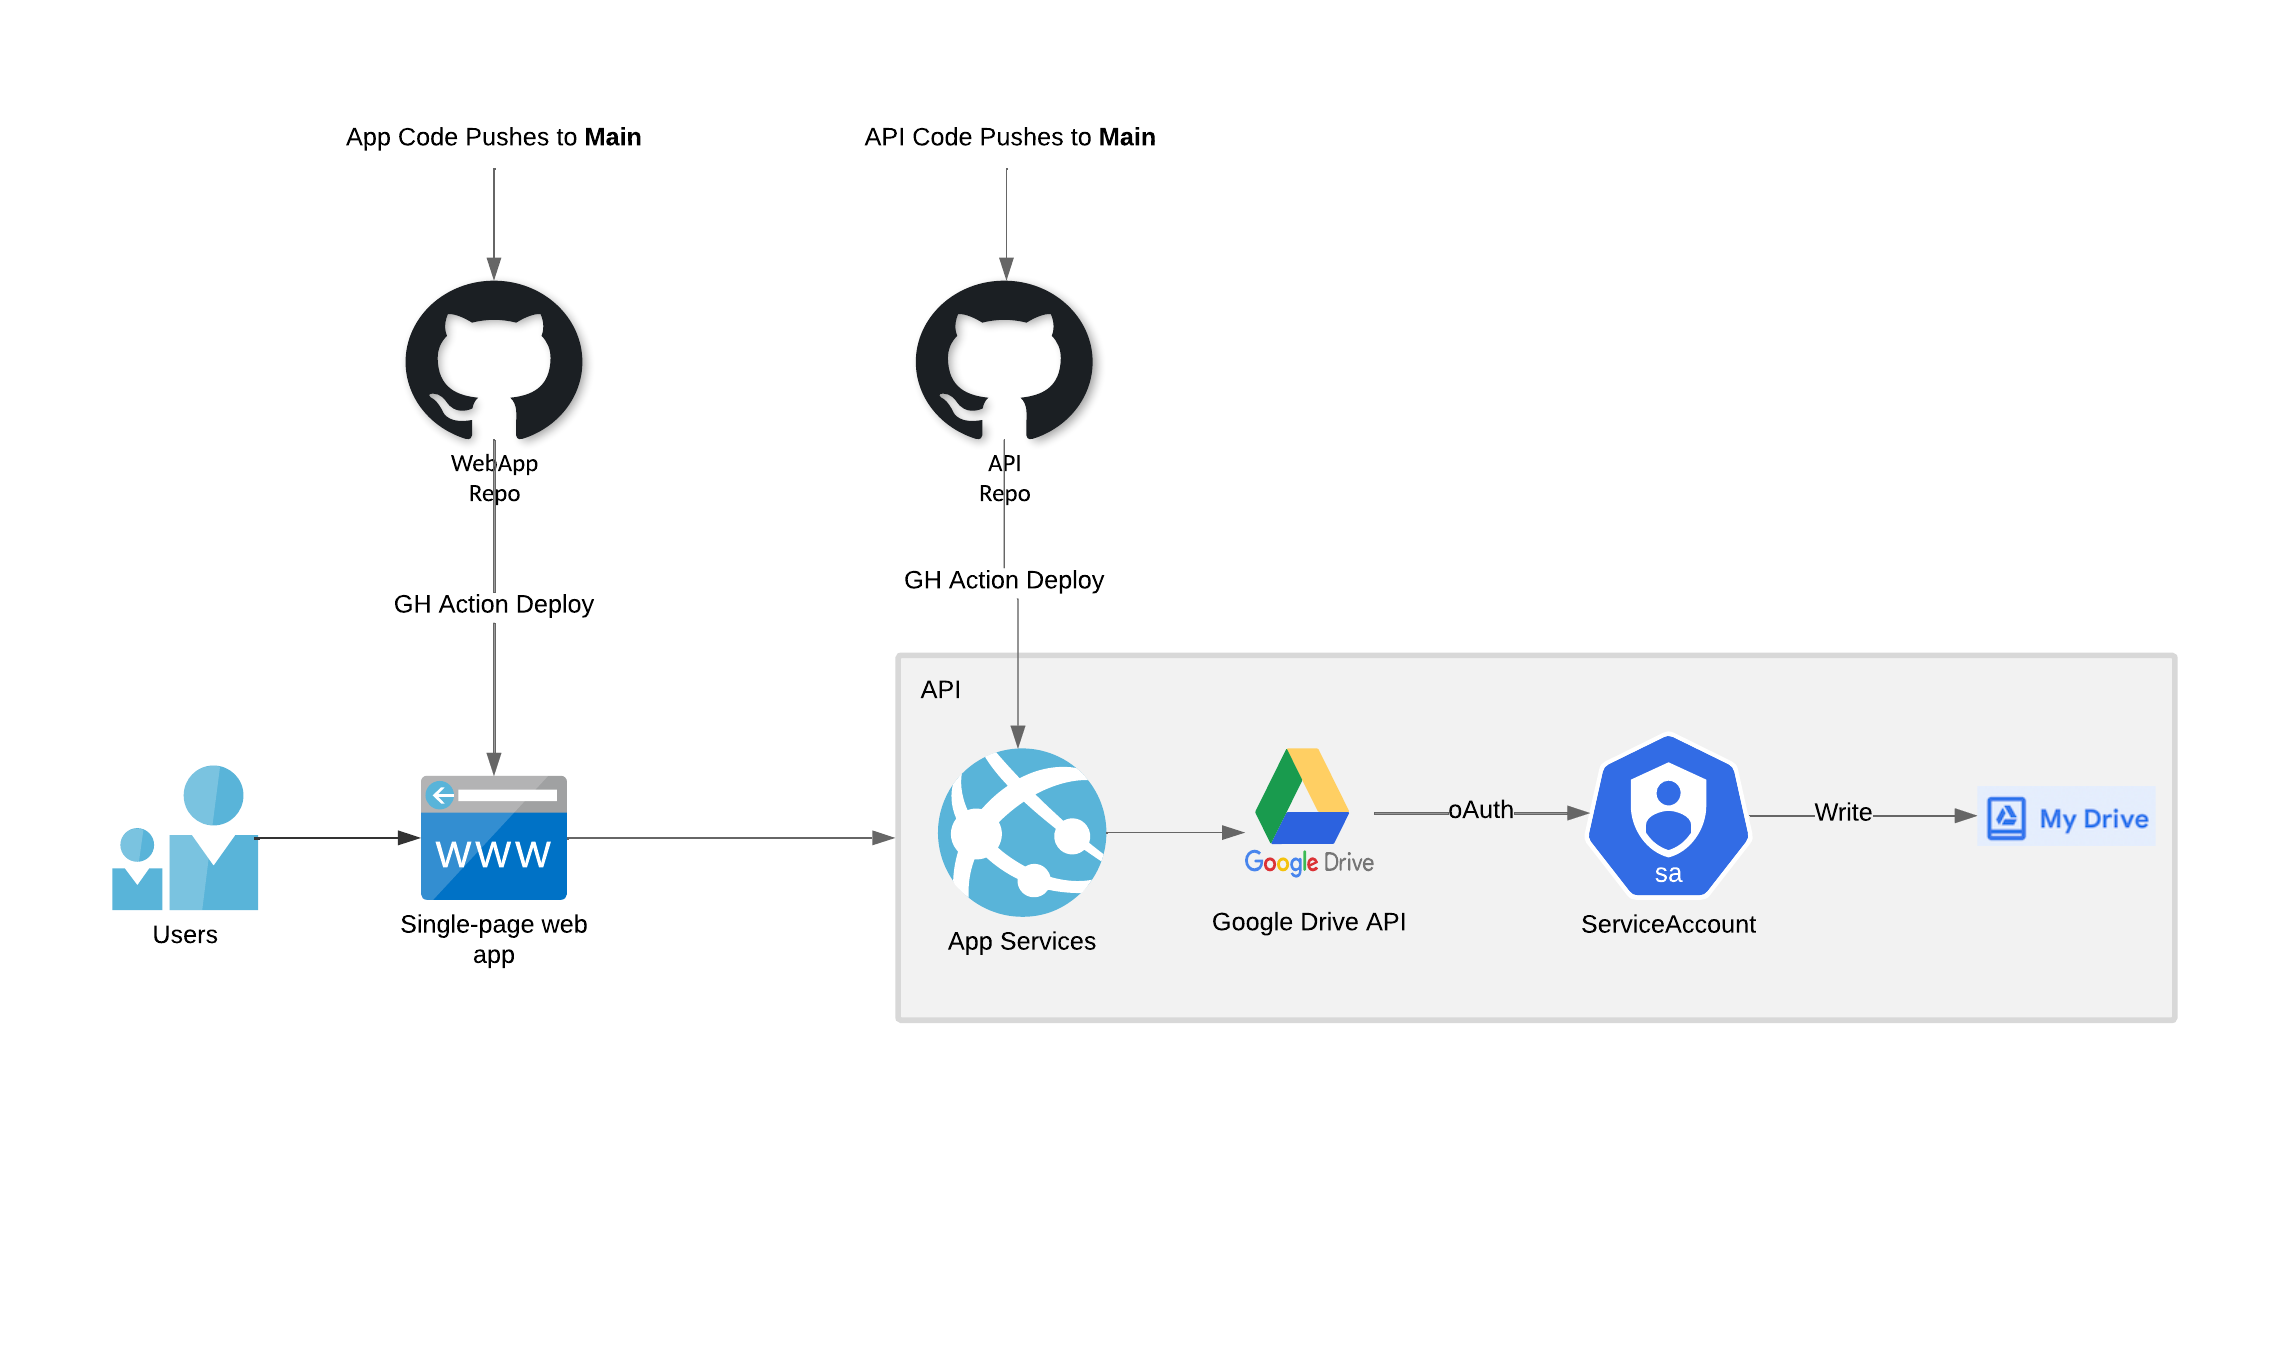 App Code Pushes to Main
API Code Pushes to Main
WebApp
Repo
API
Repo
GH Action Deploy
GH Action Deploy
API
www
Users
Single-page web
app
App Services
Google Drive
Google Drive API
oAuth
sa
ServiceAccount
Write
My Drive